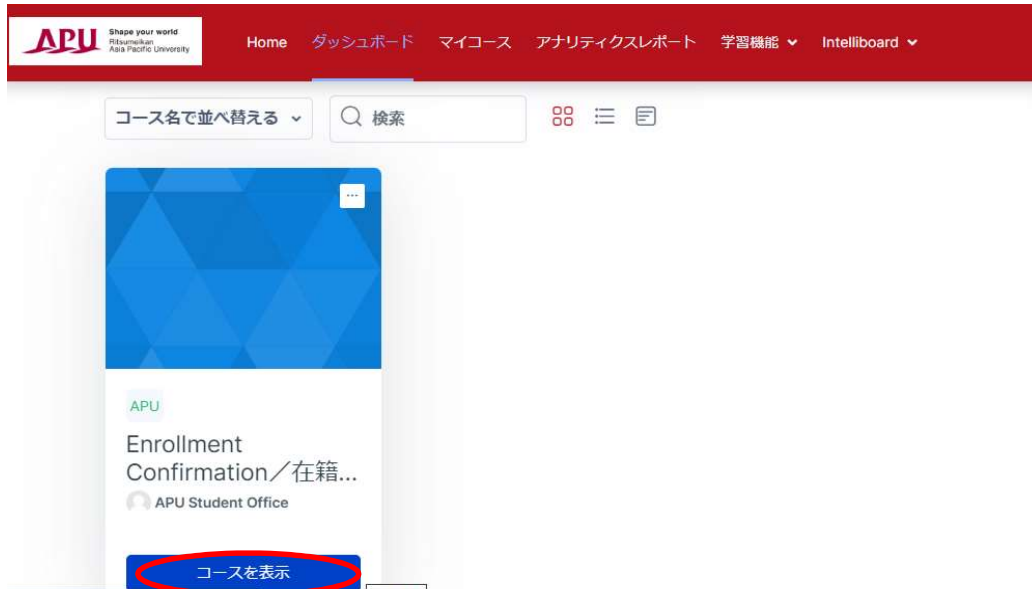 APU
Shape your world
Ritsumeikan
Asia Pacific University
Home ダッシュボード マイコース アナリティクスレポート 学習機能 Intelliboard
コース名で並べ替える 検索
...
APU
Enrollment
Confirmation／在籍...
APU Student Office
コースを表示